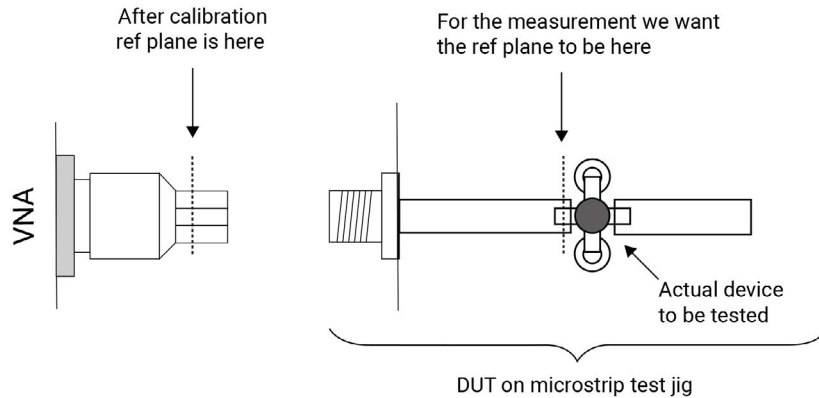 After calibration
ref plane is here
For the measurement we want
the ref plane to be here
VNA
Actual device
to be tested
DUT on microstrip test jig